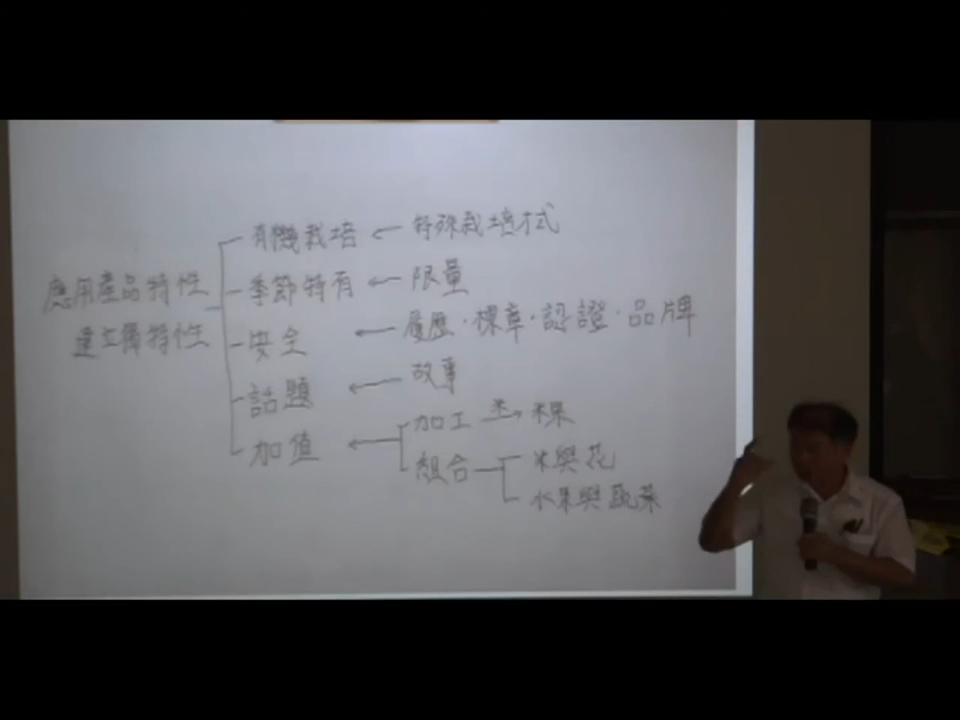 應用產品特性
建立獨特性
有機栽培 ← 特殊栽培方式
季節特有 ← 限量
安全 ← 履歷・標章・認證・品牌
話題 ← 故事
加值 ← 加工 米→ 粿
組合 米與花
水果與蔬菜